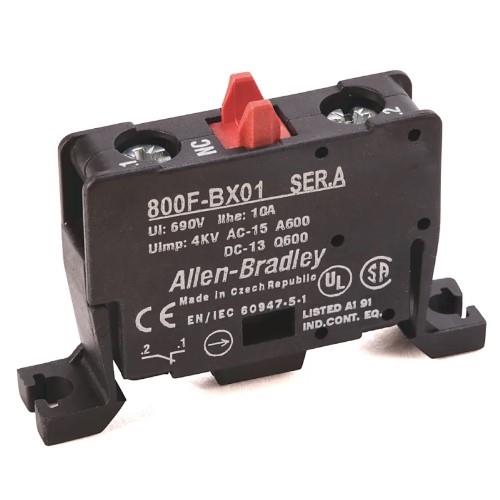 .1 NC .2
800F-BX01 SER.A
UI: 690V Ithe: 10A
Uimp: 4KV AC-15 A600
DC-13 Q600
Allen-Bradley
Made in Czech Republic
UL SA
CE EN/IEC 60947-5-1
LISTED A1 91
IND.CONT. EQ.
.2 .1